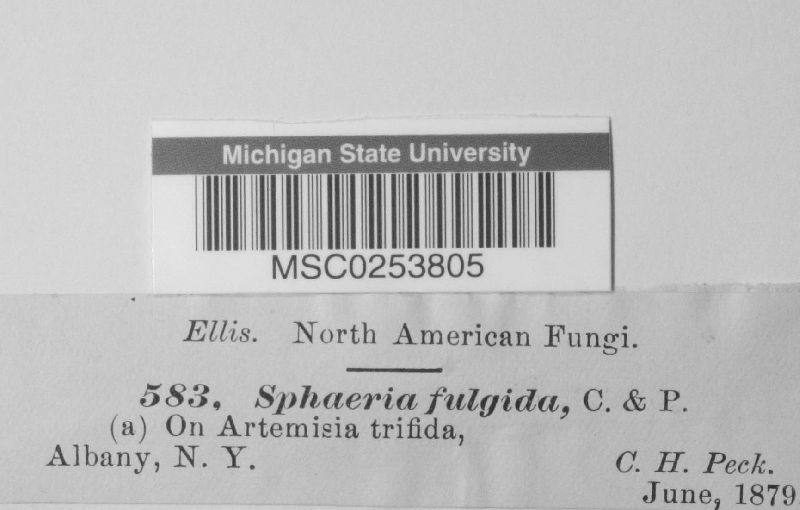 Michigan State University
MSC0253805
Ellis. North American Fungi.
583, Sphaeria fulgida, C. & P.
(a) On Artemisia trifida,
Albany, N. Y.
C. H. Peck.
June, 1879